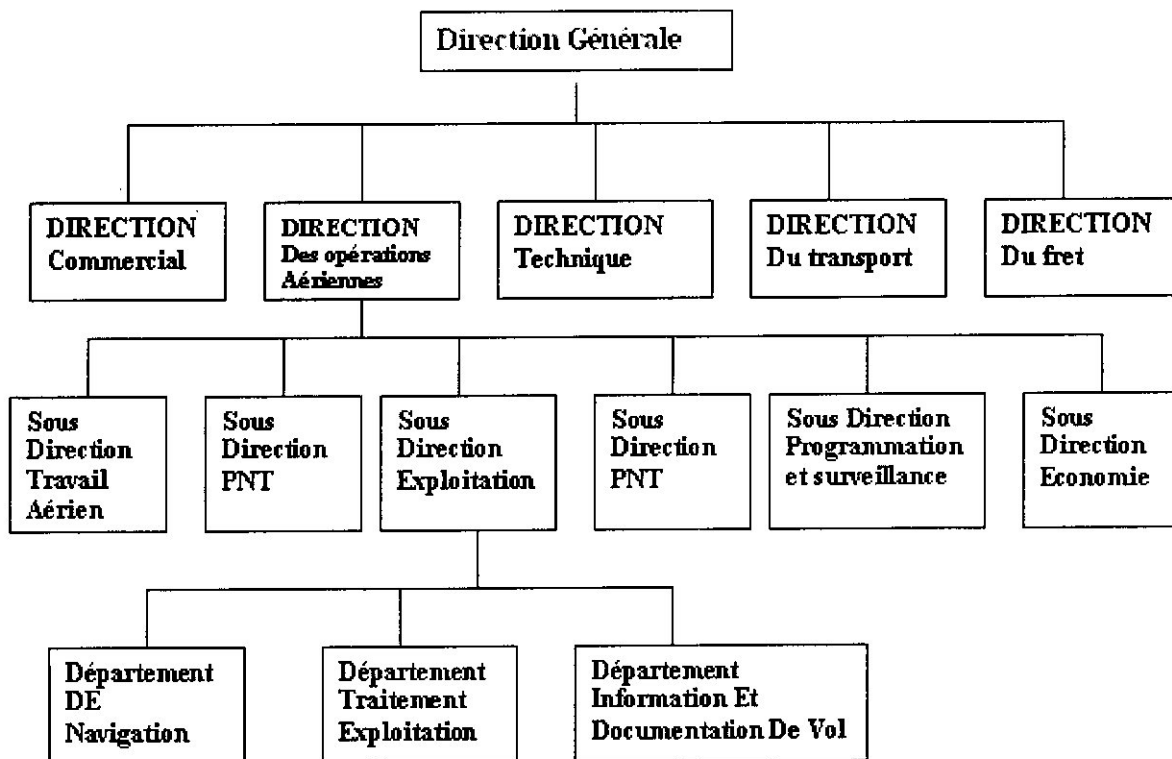 Direction Générale
DIRECTION
Commercial
DIRECTION
Des opérations
Aériennes
DIRECTION
Technique
DIRECTION
Du transport
DIRECTION
Du fret
Sous
Direction
Travail
Aérien
Sous
Direction
PNT
Sous
Direction
Exploitation
Sous
Direction
PNT
Sous Direction
Programmation
et surveillance
Sous
Direction
Economie
Département
DE
Navigation
Département
Traitement
Exploitation
Département
Information Et
Documentation De Vol